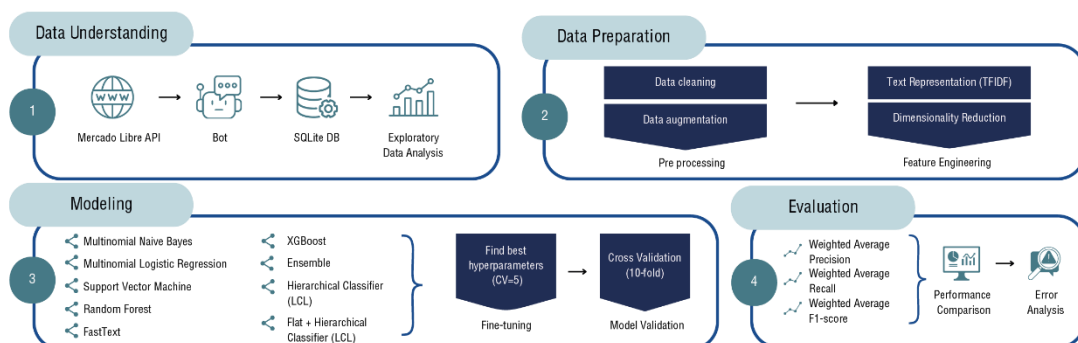 Data Understanding
1
WWW
Mercado Libre API
Bot
SQLite DB
Exploratory
Data Analysis
Data Preparation
2
Data cleaning
Data augmentation
Pre processing
Text Representation (TFIDF)
Dimensionality Reduction
Feature Engineering
Modeling
3
Multinomial Naive Bayes
Multinomial Logistic Regression
Support Vector Machine
Random Forest
FastText
XGBoost
Ensemble
Hierarchical Classifier
(LCL)
Flat + Hierarchical
Classifier (LCL)
Find best
hyperparameters
(CV=5)
Fine-tuning
Cross Validation
(10-fold)
Model Validation
Evaluation
4
Weighted Average
Precision
Weighted Average
Recall
Weighted Average
F1-score
Performance
Comparison
Error
Analysis